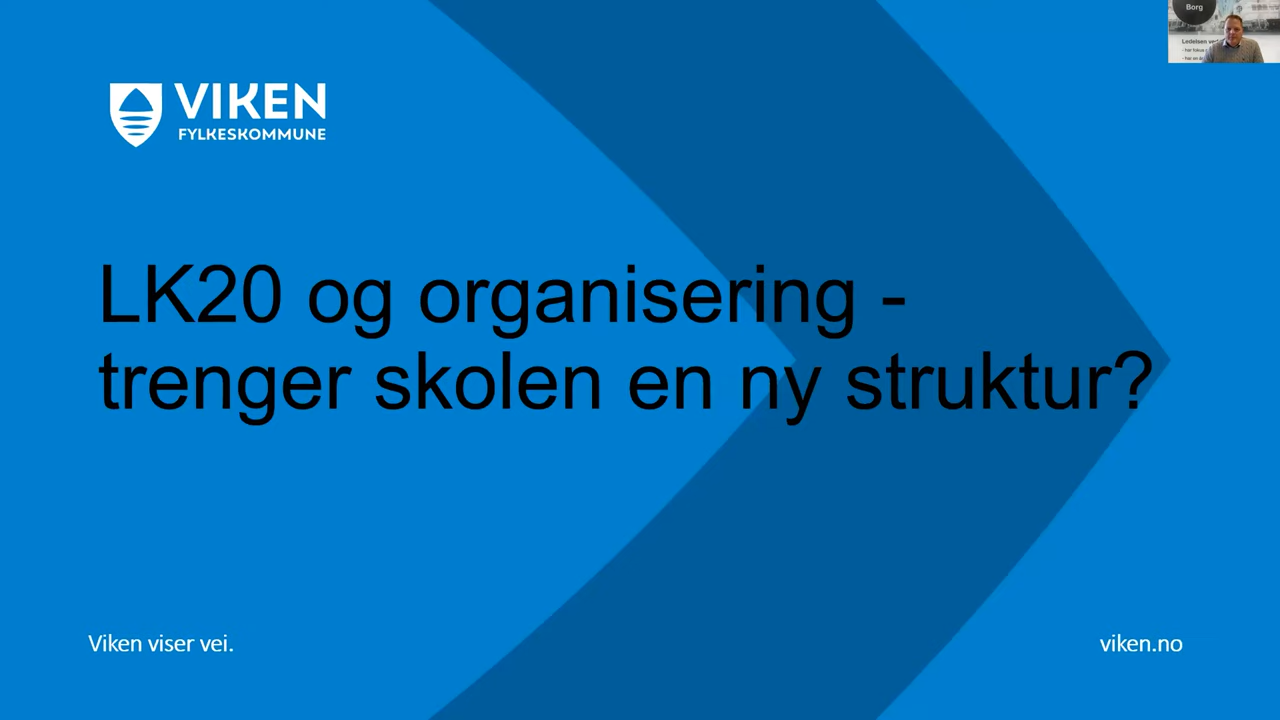 Borg
VIKEN
FYLKESKOMMUNE
LK20 og organisering -
trenger skolen en ny struktur?
Viken viser vei.
viken.no